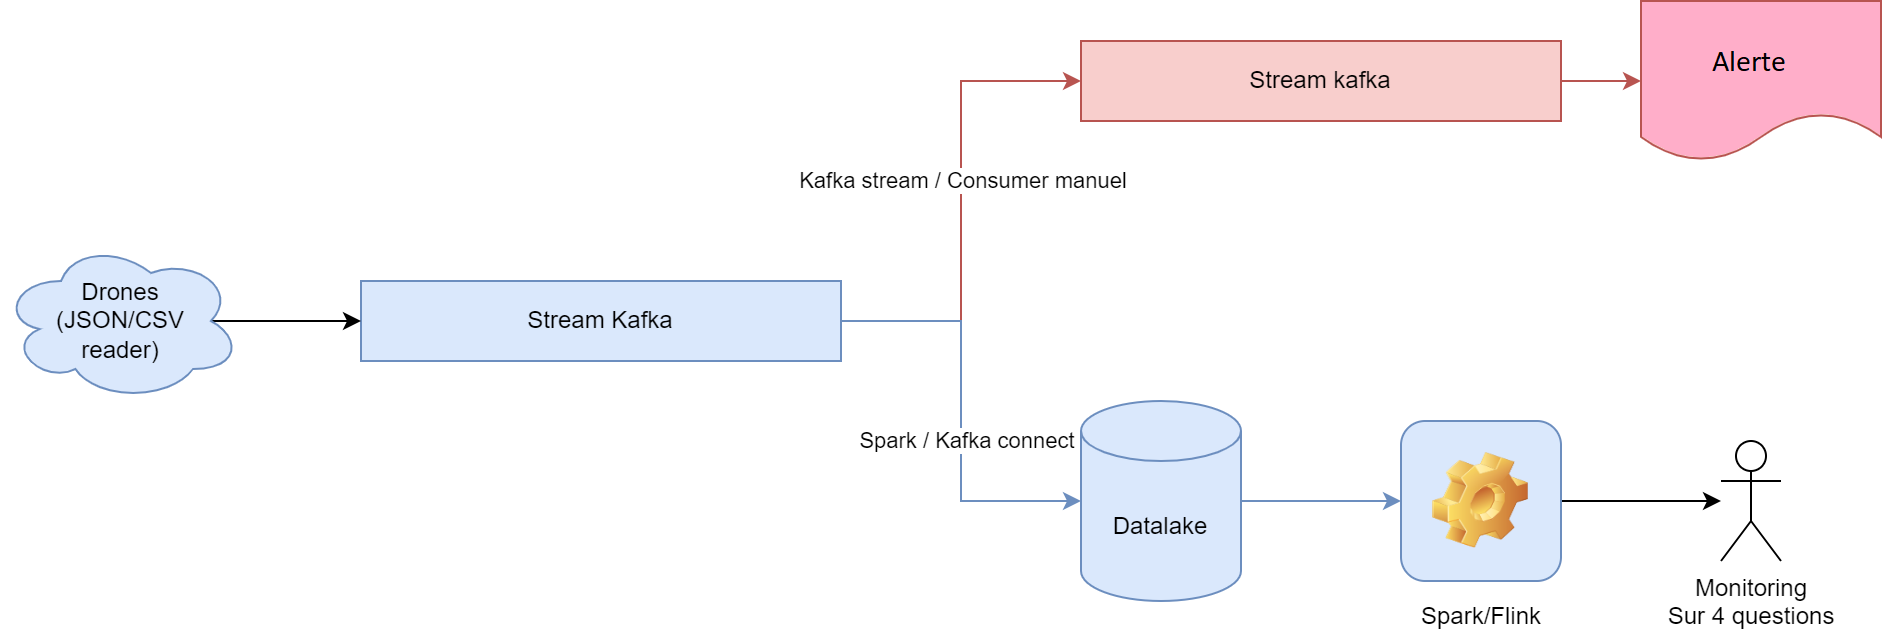 Alerte
Stream kafka
Kafka stream / Consumer manuel
Drones
(JSON/CSV
reader)
Stream Kafka
Spark / Kafka connect
Datalake
Spark/Flink
Monitoring
Sur 4 questions